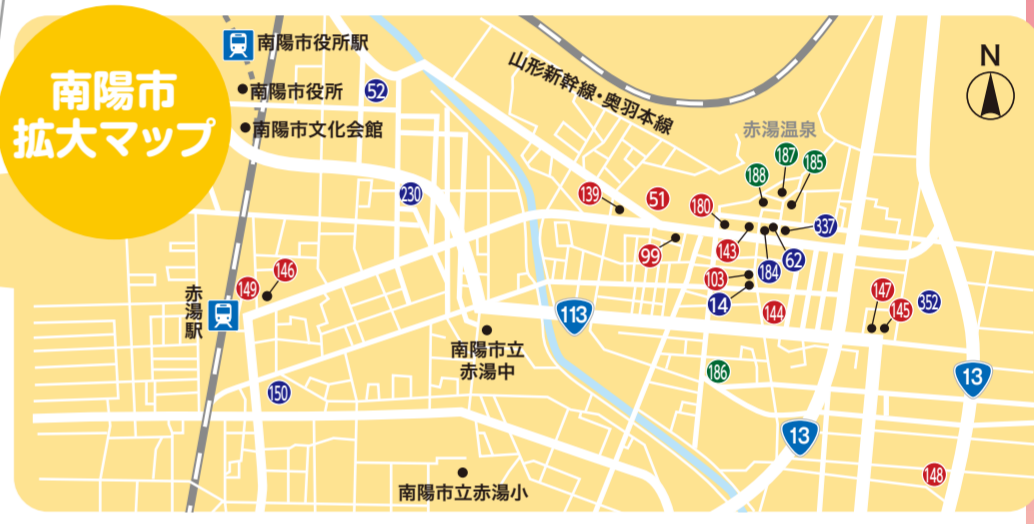 南陽市
拡大マップ
南陽市役所駅
南陽市役所
南陽市文化会館
52
山形新幹線・奥羽本線
N
赤湯温泉
187
188
185
230
139
51
180
337
99
143
184
62
103
14
144
147
145
352
149
146
赤湯駅
113
南陽市立
赤湯中
186
150
13
13
148
南陽市立赤湯小